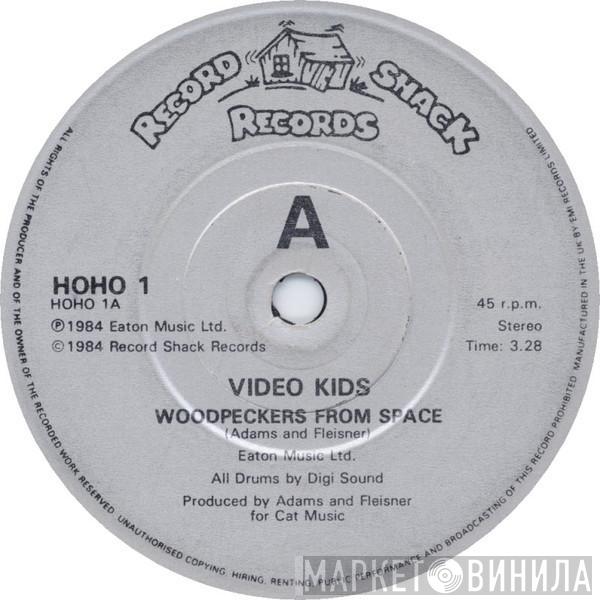 RECORD SHACK
RECORDS
A
HOHO 1
HOHO 1A
℗1984 Eaton Music Ltd.
©1984 Record Shack Records
45 r.p.m.
Stereo
Time: 3.28
VIDEO KIDS
WOODPECKERS FROM SPACE
(Adams and Fleisner)
Eaton Music Ltd.
All Drums by Digi Sound
Produced by Adams and Fleisner
for Cat Music
ALL RIGHTS OF THE PRODUCER AND OF THE OWNER OF THE RECORDED WORK RESERVED. UNAUTHORISED COPYING, HIRING, RENTING, PUBLIC PERFORMANCE AND BROADCASTING OF THIS RECORD PROHIBITED. MANUFACTURED IN THE UK BY EMI RECORDS LIMITED
МАРКЕТ ВИНИЛА